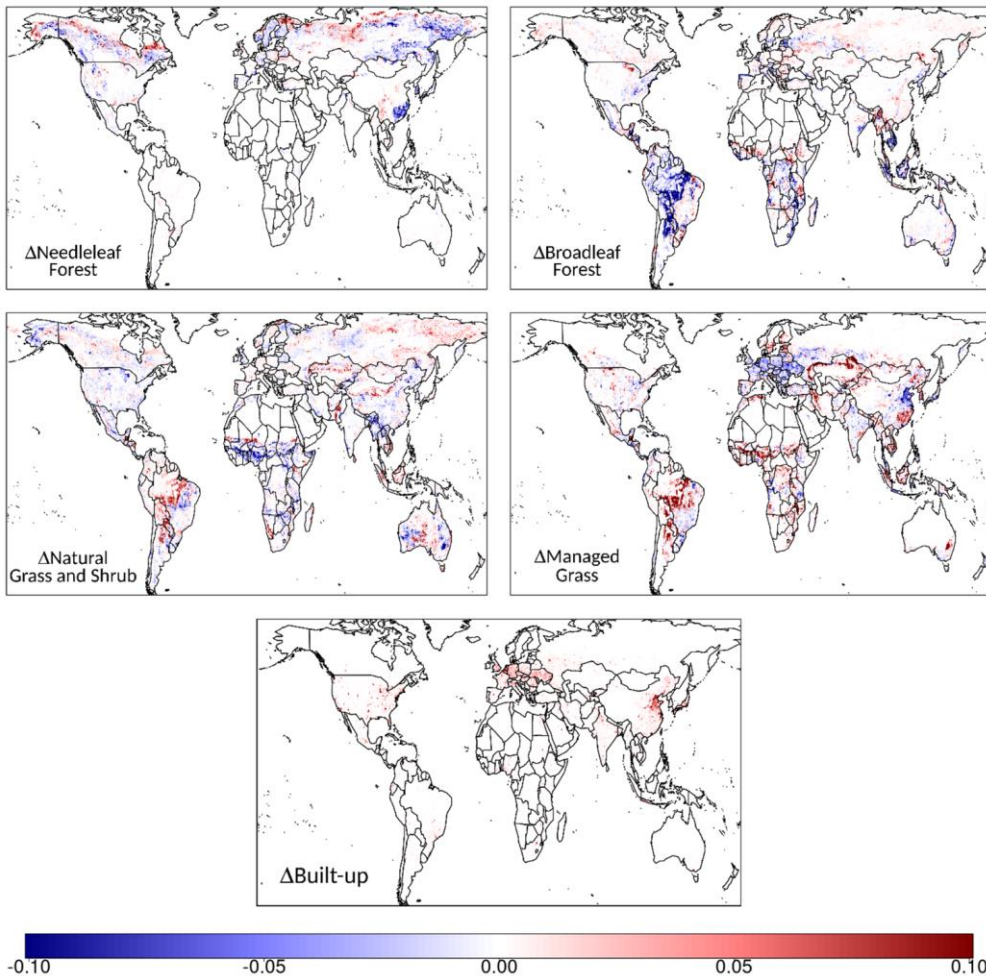 ΔNeedleleaf
Forest
ΔBroadleaf
Forest
ΔNatural
Grass and Shrub
ΔManaged
Grass
ΔBuilt-up
-0.10
-0.05
0.00
0.05
0.10